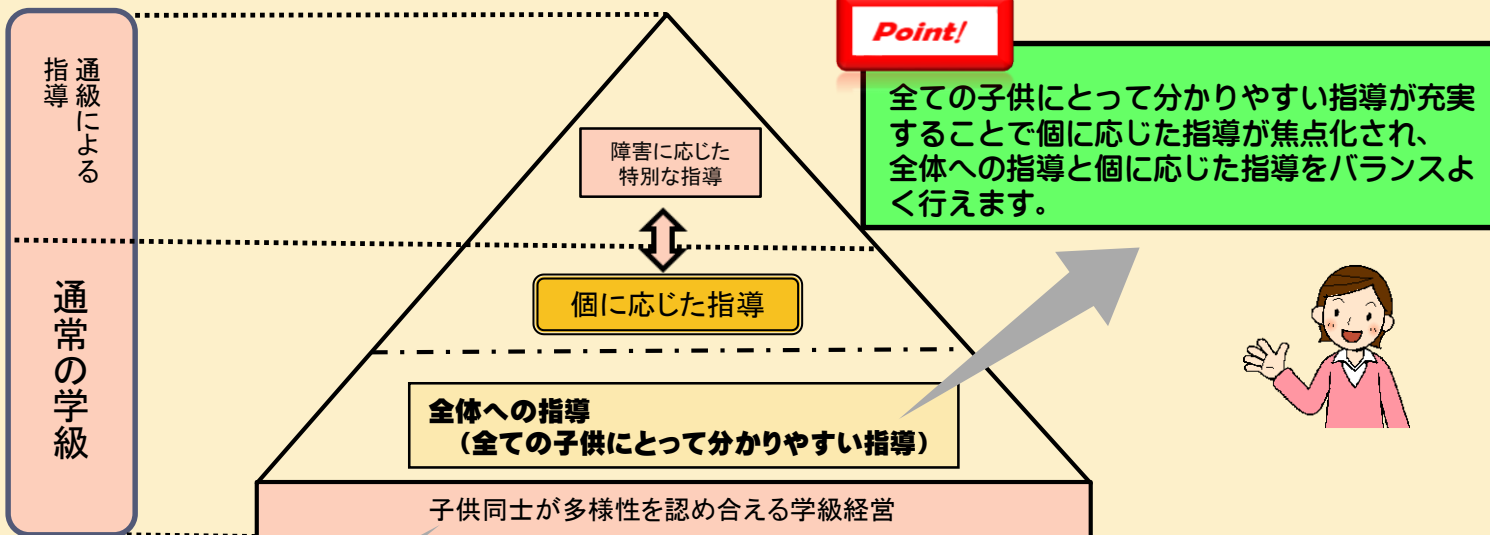 通級による
指導
通常の学級
障害に応じた
特別な指導
個に応じた指導
全体への指導
(全ての子供にとって分かりやすい指導)
子供同士が多様性を認め合える学級経営
Point!
全ての子供にとって分かりやすい指導が充実
することで個に応じた指導が焦点化され、
全体への指導と個に応じた指導をバランスよ
く行えます。